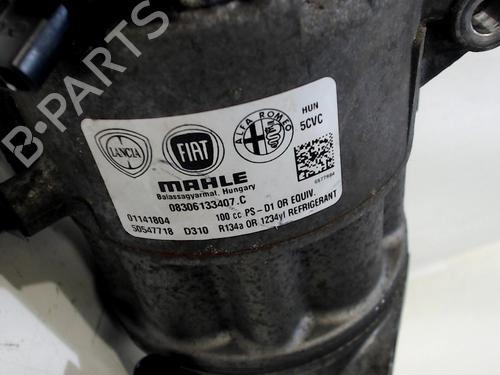 B-PARTS
LANCIA
FIAT
ALFA ROMEO
HUN
5CVC
MAHLE
Balassagyarmat, Hungary
08306133407.C
01141804
100 cc PS-D1 OR EQUIV.
50547718 D310 R134a OR 1234yf REFRIGERANT